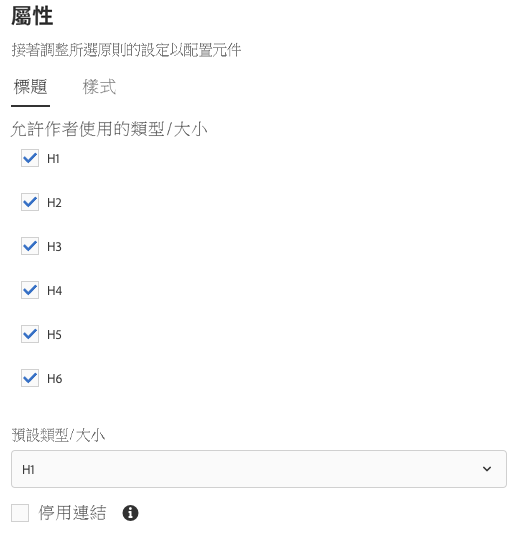 屬性
接著調整所選原則的設定以配置元件
標題 樣式
允許作者使用的類型/大小
H1
H2
H3
H4
H5
H6
預設類型/大小
H1
停用連結